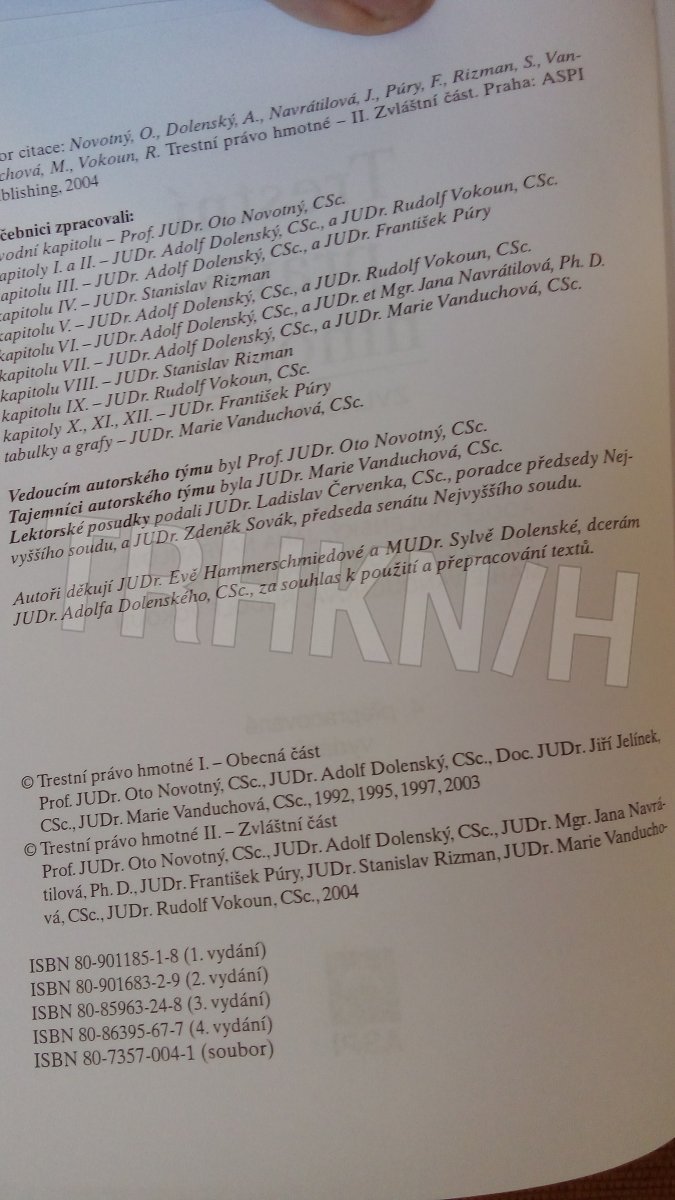 or citace: Novotný, O., Dolenský, A., Navrátilová, J., Púry, F., Rizman, S., Van-
chová, M., Vokoun, R. Trestní právo hmotné – II. Zvláštní část. Praha: ASPI
blishing, 2004
čebnici zpracovali:
vodní kapitolu – Prof. JUDr. Oto Novotný, CSc.
apitoly I. a II. – JUDr. Adolf Dolenský, CSc., a JUDr. Rudolf Vokoun, CSc.
apitolu III. – JUDr. Adolf Dolenský, CSc., a JUDr. František Púry
kapitolu IV. – JUDr. Stanislav Rizman
kapitolu V. – JUDr. Adolf Dolenský, CSc., a JUDr. Rudolf Vokoun, CSc.
kapitolu VI. – JUDr. Adolf Dolenský, CSc., a JUDr. et Mgr. Jana Navrátilová, Ph. D.
kapitolu VII. – JUDr. Adolf Dolenský, CSc., a JUDr. Marie Vanduchová, CSc.
kapitolu VIII. – JUDr. Stanislav Rizman
kapitolu IX. – JUDr. Rudolf Vokoun, CSc.
kapitoly X., XI., XII. – JUDr. František Púry
tabulky a grafy – JUDr. Marie Vanduchová, CSc.
Vedoucím autorského týmu byl Prof. JUDr. Oto Novotný, CSc.
Tajemnicí autorského týmu byla JUDr. Marie Vanduchová, CSc.
Lektorské posudky podali JUDr. Ladislav Červenka, CSc., poradce předsedy Nej-
vyššího soudu, a JUDr. Zdeněk Sovák, předseda senátu Nejvyššího soudu.
Autoři děkují JUDr. Evě Hammerschmiedové a MUDr. Sylvě Dolenské, dcerám
JUDr. Adolfa Dolenského, CSc., za souhlas k použití a přepracování textů.
TRHKN/H
© Trestní právo hmotné I. – Obecná část
Prof. JUDr. Oto Novotný, CSc., JUDr. Adolf Dolenský, CSc., Doc. JUDr. Jiří Jelínek,
CSc., JUDr. Marie Vanduchová, CSc., 1992, 1995, 1997, 2003
© Trestní právo hmotné II. – Zvláštní část
Prof. JUDr. Oto Novotný, CSc., JUDr. Adolf Dolenský, CSc., JUDr. Mgr. Jana Navrá-
tilová, Ph. D., JUDr. František Púry, JUDr. Stanislav Rizman, JUDr. Marie Vanducho-
vá, CSc., JUDr. Rudolf Vokoun, CSc., 2004
ISBN 80-901185-1-8 (1. vydání)
ISBN 80-901683-2-9 (2. vydání)
ISBN 80-85963-24-8 (3. vydání)
ISBN 80-86395-67-7 (4. vydání)
ISBN 80-7357-004-1 (soubor)